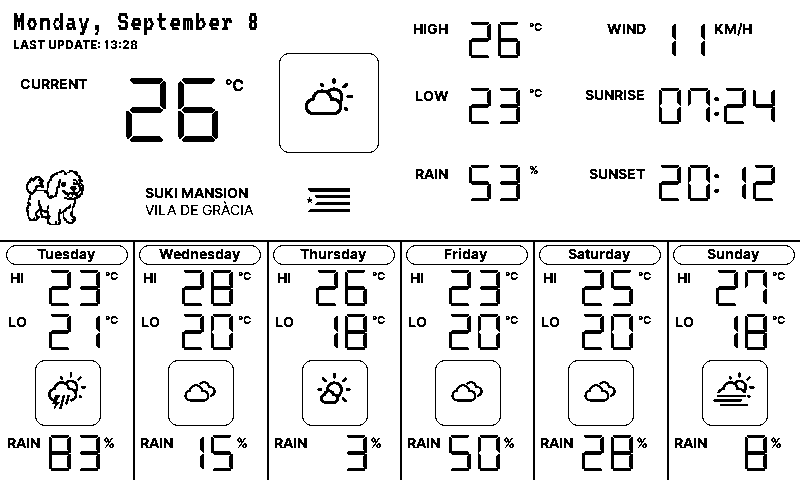 Monday, September 8
LAST UPDATE: 13:28
CURRENT 26 °C
SUKI MANSION
VILA DE GRÀCIA
HIGH 26 °C
LOW 23 °C
RAIN 53 %
WIND 11 KM/H
SUNRISE 07:24
SUNSET 20:12
Tuesday
HI 23 °C
LO 21 °C
RAIN 83 %
Wednesday
HI 28 °C
LO 20 °C
RAIN 15 %
Thursday
HI 26 °C
LO 18 °C
RAIN 3 %
Friday
HI 23 °C
LO 20 °C
RAIN 50 %
Saturday
HI 25 °C
LO 20 °C
RAIN 28 %
Sunday
HI 27 °C
LO 18 °C
RAIN 8 %